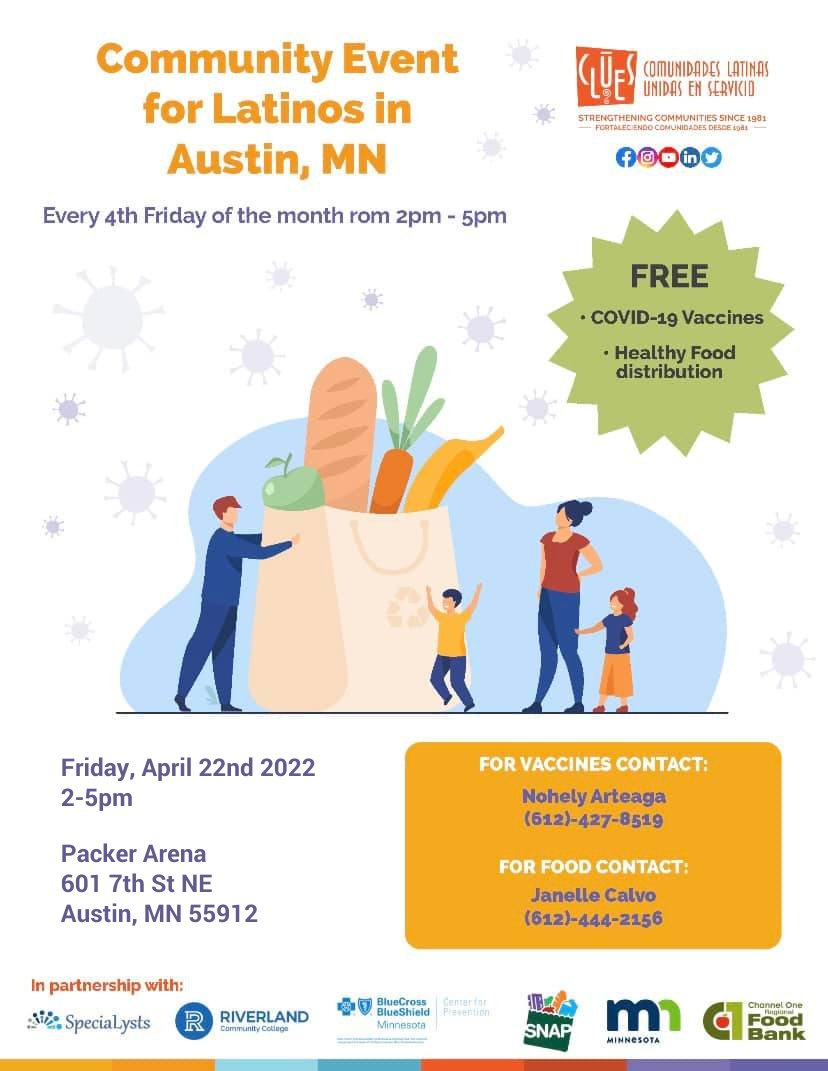 Community Event
for Latinos in
Austin, MN
Every 4th Friday of the month rom 2pm - 5pm
CLUES
COMUNIDADES LATINAS
UNIDAS EN SERVICIO
STRENGTHENING COMMUNITIES SINCE 1981
FORTALECIENDO COMUNIDADES DESDE 1981
FREE
• COVID-19 Vaccines
• Healthy Food
distribution
Friday, April 22nd 2022
2-5pm
Packer Arena
601 7th St NE
Austin, MN 55912
FOR VACCINES CONTACT:
Nohely Arteaga
(612)-427-8519
FOR FOOD CONTACT:
Janelle Calvo
(612)-444-2156
In partnership with:
SpeciaLysts
RIVERLAND
Community College
BlueCross
BlueShield
Minnesota
Center for
Prevention
SNAP
MINNESOTA
Channel One
Regional
Food
Bank